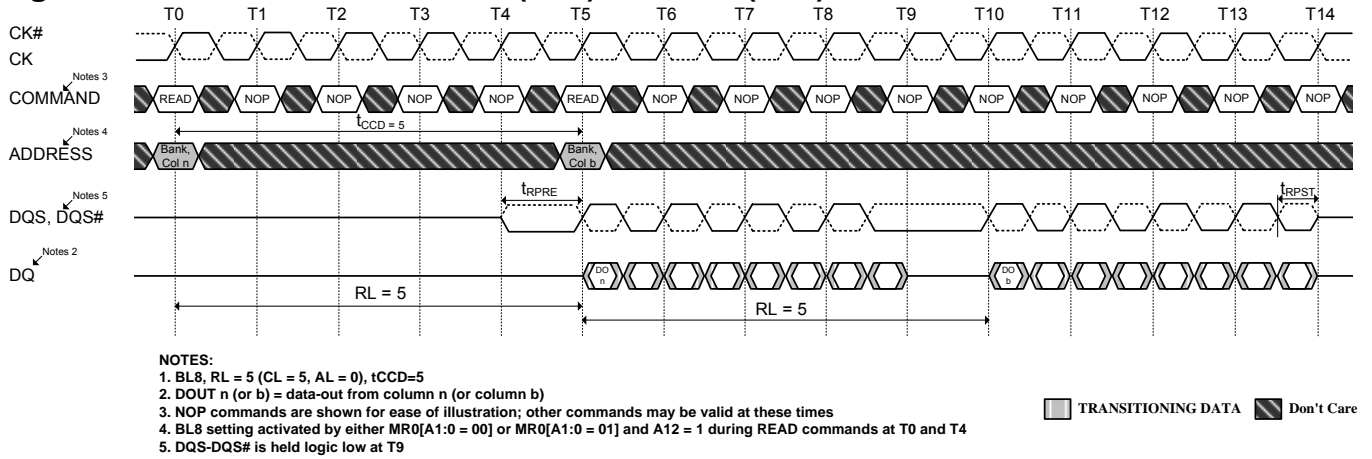 T0 T1 T2 T3 T4 T5 T6 T7 T8 T9 T10 T11 T12 T13 T14
CK#
CK
Notes 3
COMMAND READ NOP NOP NOP NOP READ NOP NOP NOP NOP NOP NOP NOP NOP NOP
tCCD = 5
Notes 4
ADDRESS Bank, Col n Bank, Col b
tRPRE tRPST
Notes 5
DQS, DQS#
Notes 2
DQ DO n DO b
RL = 5
RL = 5
NOTES:
1. BL8, RL = 5 (CL = 5, AL = 0), tCCD=5
2. DOUT n (or b) = data-out from column n (or column b)
3. NOP commands are shown for ease of illustration; other commands may be valid at these times
4. BL8 setting activated by either MR0[A1:0 = 00] or MR0[A1:0 = 01] and A12 = 1 during READ commands at T0 and T4
5. DQS-DQS# is held logic low at T9
TRANSITIONING DATA Don't Care